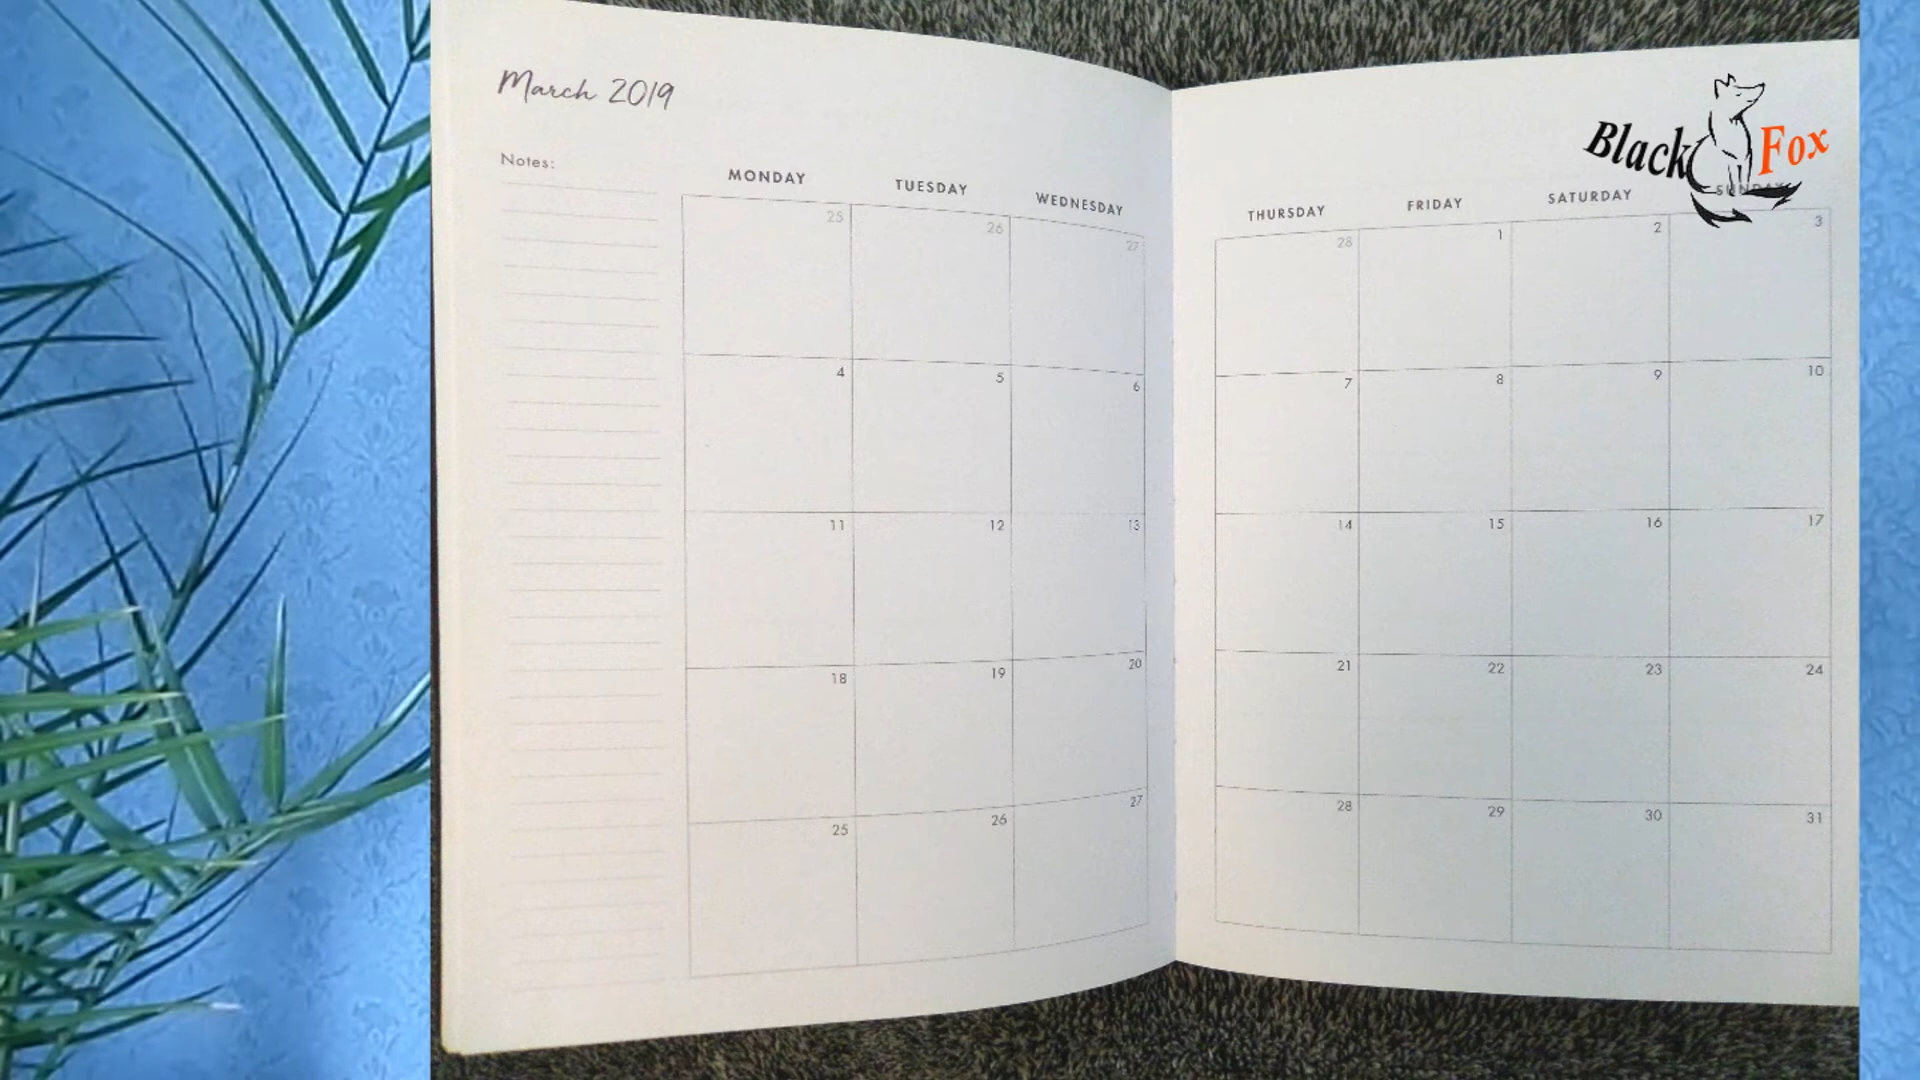 March 2019
Black Fox
Notes:
MONDAY TUESDAY WEDNESDAY THURSDAY FRIDAY SATURDAY SUNDAY
25 26 27 28 1 2 3
4 5 6 7 8 9 10
11 12 13 14 15 16 17
18 19 20 21 22 23 24
25 26 27 28 29 30 31